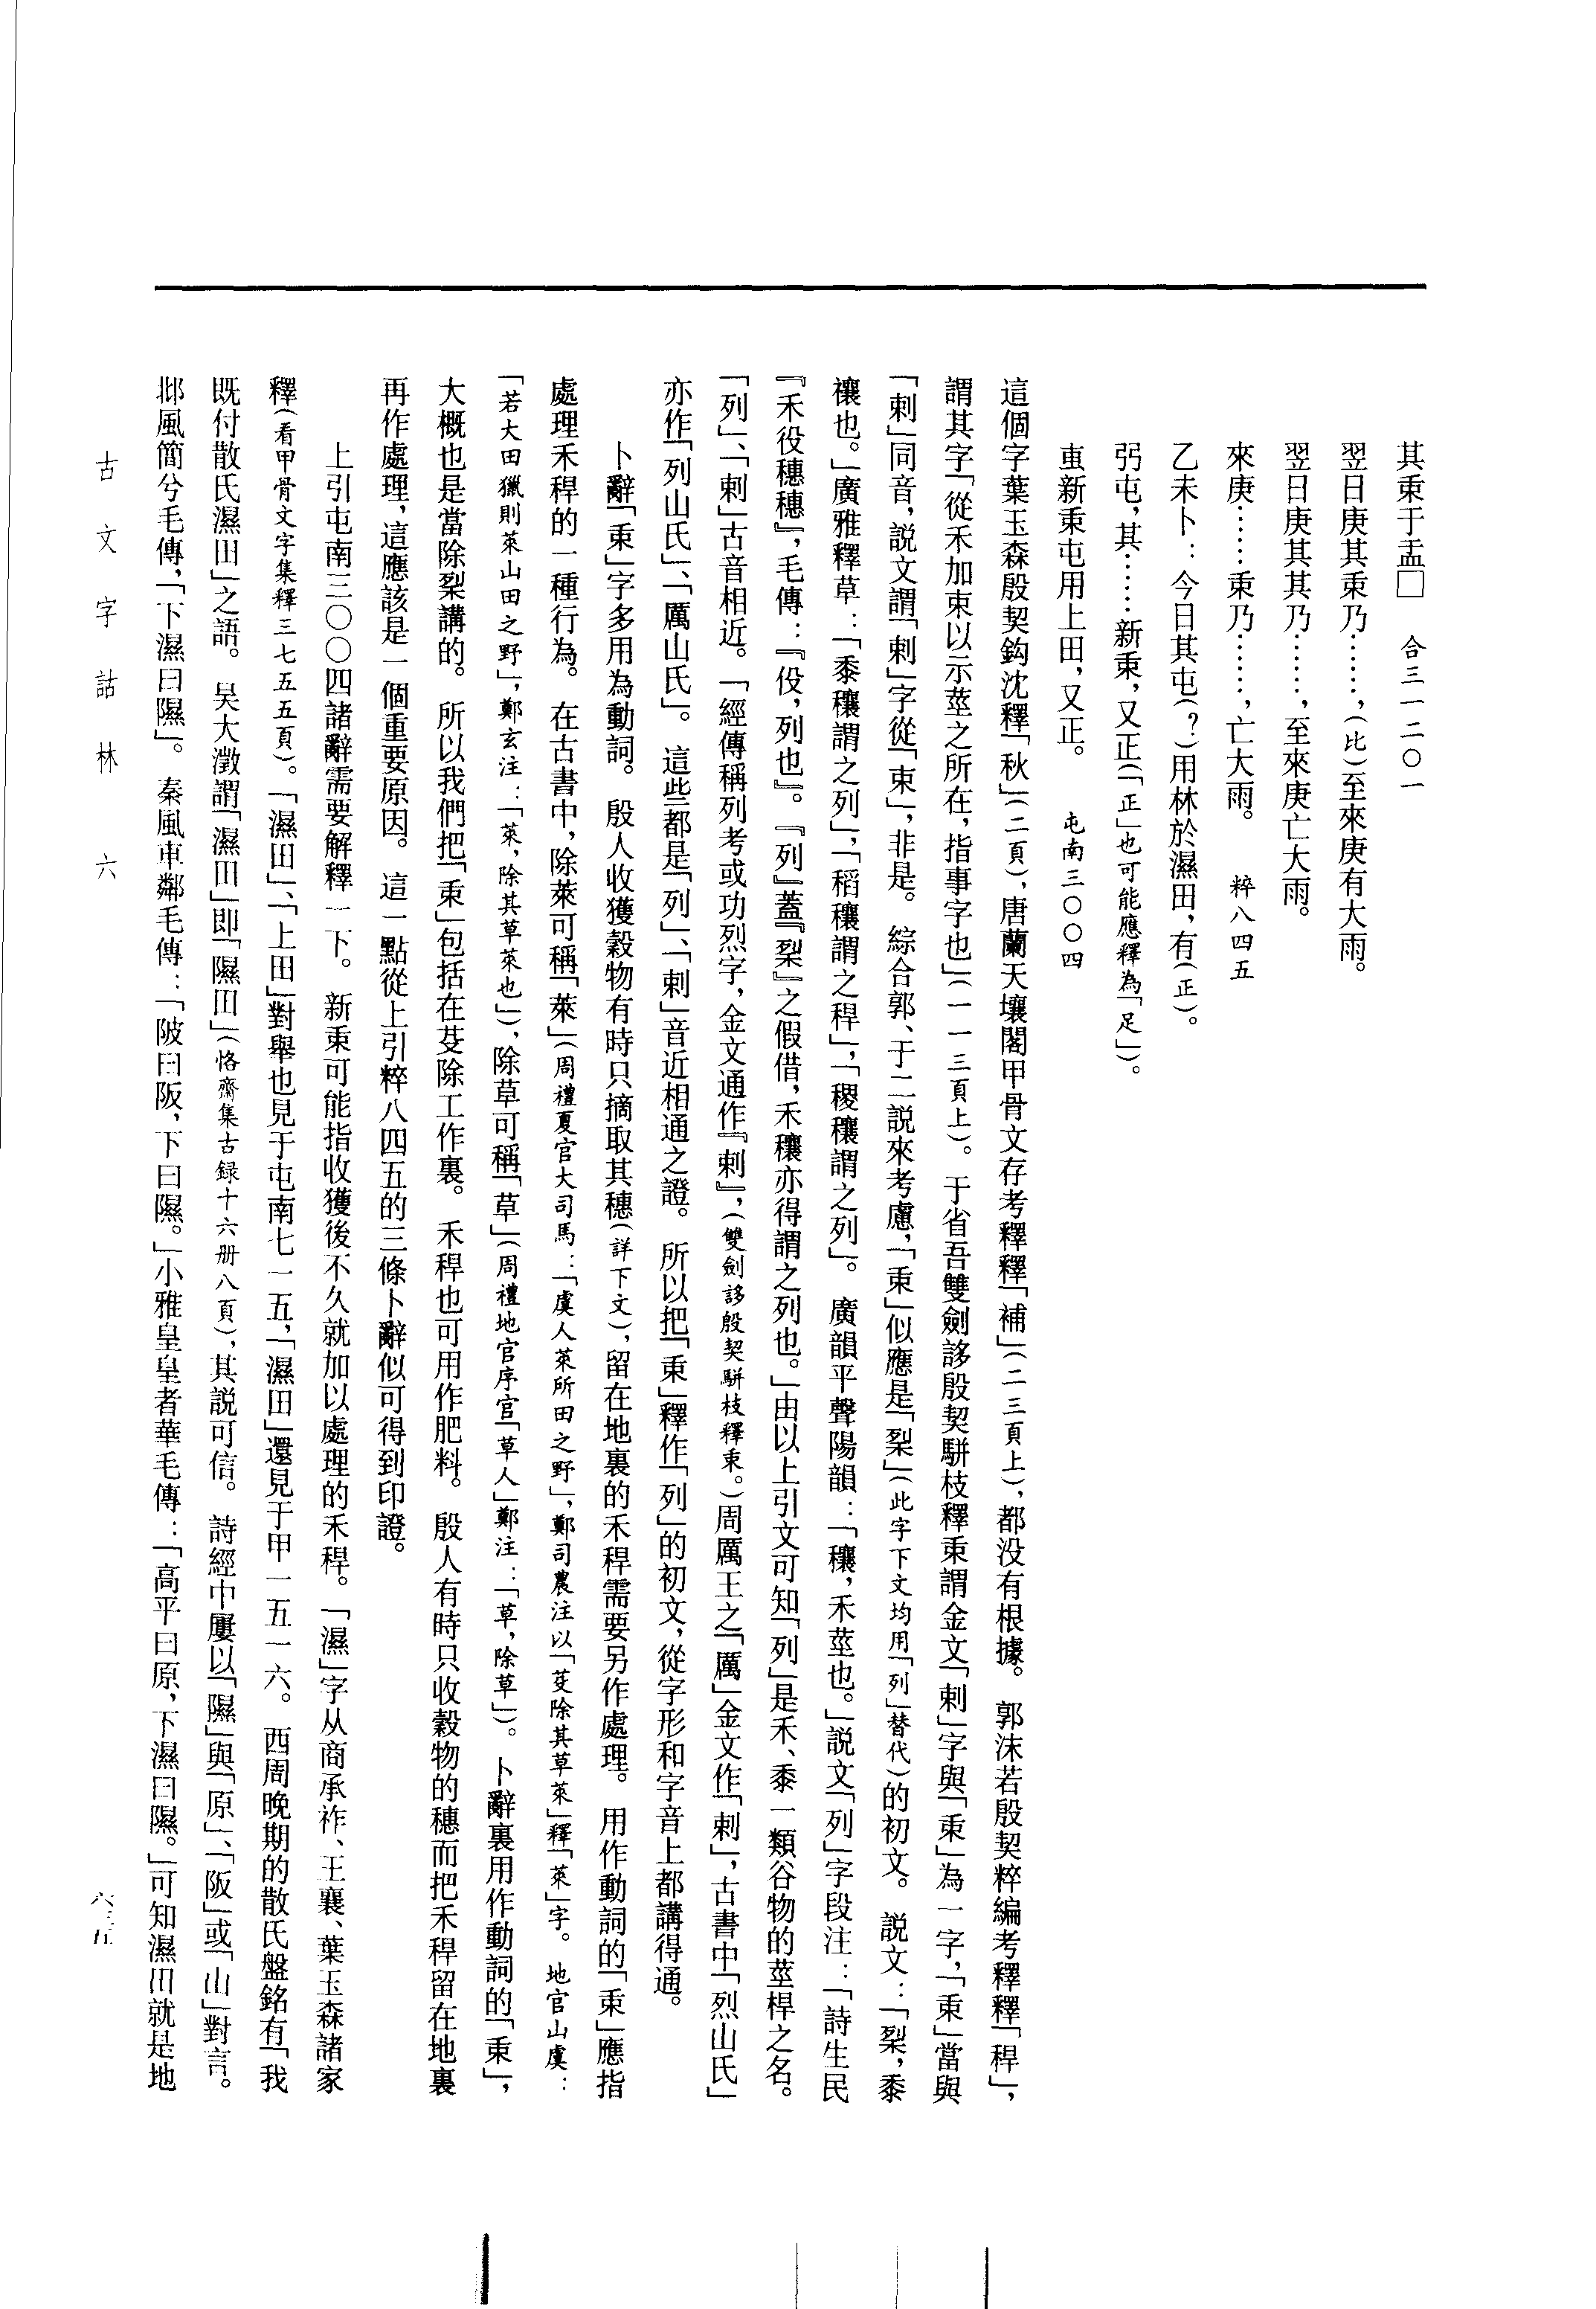 其秉于盂□　合三一二〇一
翌日庚其秉乃……，（比）至來庚有大雨。
翌日庚其其乃……，至來庚亡大雨。
來庚……秉乃……，亡大雨。　粹八四五
乙未卜：今日其屯（？）用林於濕田，有（正）。
弜屯，其……新秉，又正（「正」也可能應釋為「足」）。
叀新秉屯用上田，又正。　屯南三〇〇四
這個字葉玉森殷契鈎沈釋「秋」（二頁），唐蘭天壤閣甲骨文存考釋釋「補」（二三頁上），都没有根據。郭沫若殷契粹編考釋釋「稈」，
謂其字「從禾加束以示莖之所在，指事字也」（一一三頁上）。于省吾雙劍誃殷契駢枝釋秉謂金文「剌」字與「秉」為一字，「秉」當與
「剌」同音，説文謂「剌」字從「束」，非是。綜合郭、于二説來考慮，「秉」似應是「梨」（此字下文均用「列」替代）的初文。説文：「梨，黍
穰也。」廣雅釋草：「黍穰謂之列」，「稻穰謂之稈」，「稷穰謂之列」。廣韻平聲陽韻：「穰，禾莖也。」説文「列」字段注：「詩生民
『禾役穗穗』，毛傳：『役，列也』。『列』蓋『梨』之假借，禾穰亦得謂之列也。」由以上引文可知「列」是禾、黍一類谷物的莖桿之名。
「列」、「剌」古音相近。「經傳稱列考或功烈字，金文通作『剌』，（雙劍誃殷契駢枝釋秉。）周厲王之「厲」金文作「剌」，古書中「烈山氏」
亦作「列山氏」、「厲山氏」。這些都是「列」、「剌」音近相通之證。所以把「秉」釋作「列」的初文，從字形和字音上都講得通。
卜辭「秉」字多用為動詞。殷人收獲穀物有時只摘取其穗（詳下文），留在地裏的禾稈需要另作處理。用作動詞的「秉」應指
處理禾稈的一種行為。在古書中，除萊可稱「萊」（周禮夏官大司馬：「虞人萊所田之野」，鄭司農注以「芟除其草萊」釋「萊」字。地官山虞：
「若大田獵則萊山田之野」，鄭玄注：「萊，除其草萊也」），除草可稱「草」（周禮地官序官「草人」鄭注：「草，除草」）。卜辭裏用作動詞的「秉」，
大概也是當除梨講的。所以我們把「秉」包括在芟除工作裏。禾稈也可用作肥料。殷人有時只收穀物的穗而把禾稈留在地裏
再作處理，這應該是一個重要原因。這一點從上引粹八四五的三條卜辭似可得到印證。
上引屯南三〇〇四諸辭需要解釋一下。新秉可能指收獲後不久就加以處理的禾稈。「濕」字从商承祚、王襄、葉玉森諸家
釋（看甲骨文字集釋三七五五頁）。「濕田」、「上田」對舉也見于屯南七一五，「濕田」還見于甲一五一六。西周晚期的散氏盤銘有「我
既付散氏濕田」之語。吴大澂謂「濕田」即「隰田」（愙齋集古録十六册八頁），其説可信。詩經中屢以「隰」與「原」、「阪」或「山」對言。
邶風簡兮毛傳，「下濕曰隰」。秦風車鄰毛傳：「陂曰阪，下曰隰。」小雅皇皇者華毛傳：「高平曰原，下濕曰隰。」可知濕田就是地
古文字詁林　六
六三五